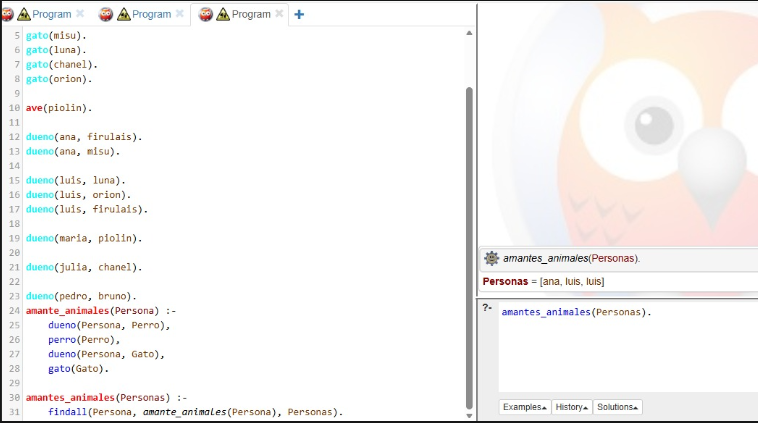 Program Program Program +
5 gato(misu).
6 gato(luna).
7 gato(chanel).
8 gato(orion).
9
10 ave(piolin).
11
12 dueno(ana, firulais).
13 dueno(ana, misu).
14
15 dueno(luis, luna).
16 dueno(luis, orion).
17 dueno(luis, firulais).
18
19 dueno(maria, piolin).
20
21 dueno(julia, chanel).
22
23 dueno(pedro, bruno).
24 amante_animales(Persona) :-
25 dueno(Persona, Perro),
26 perro(Perro),
27 dueno(Persona, Gato),
28 gato(Gato).
29
30 amantes_animales(Personas) :-
31 findall(Persona, amante_animales(Persona), Personas).
amantes_animales(Personas).
Personas = [ana, luis, luis]
?- amantes_animales(Personas).
Examples History Solutions